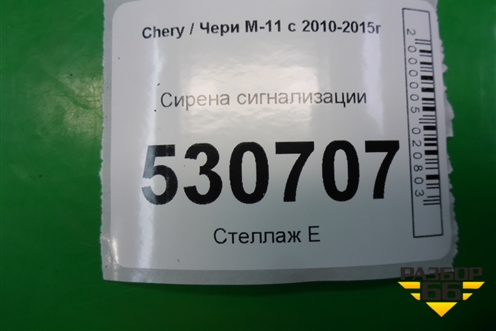 Chery / Чери М-11 с 2010-2015г
Сирена сигнализации
530707
Стеллаж Е
2000005020803
РАЗБОР
66